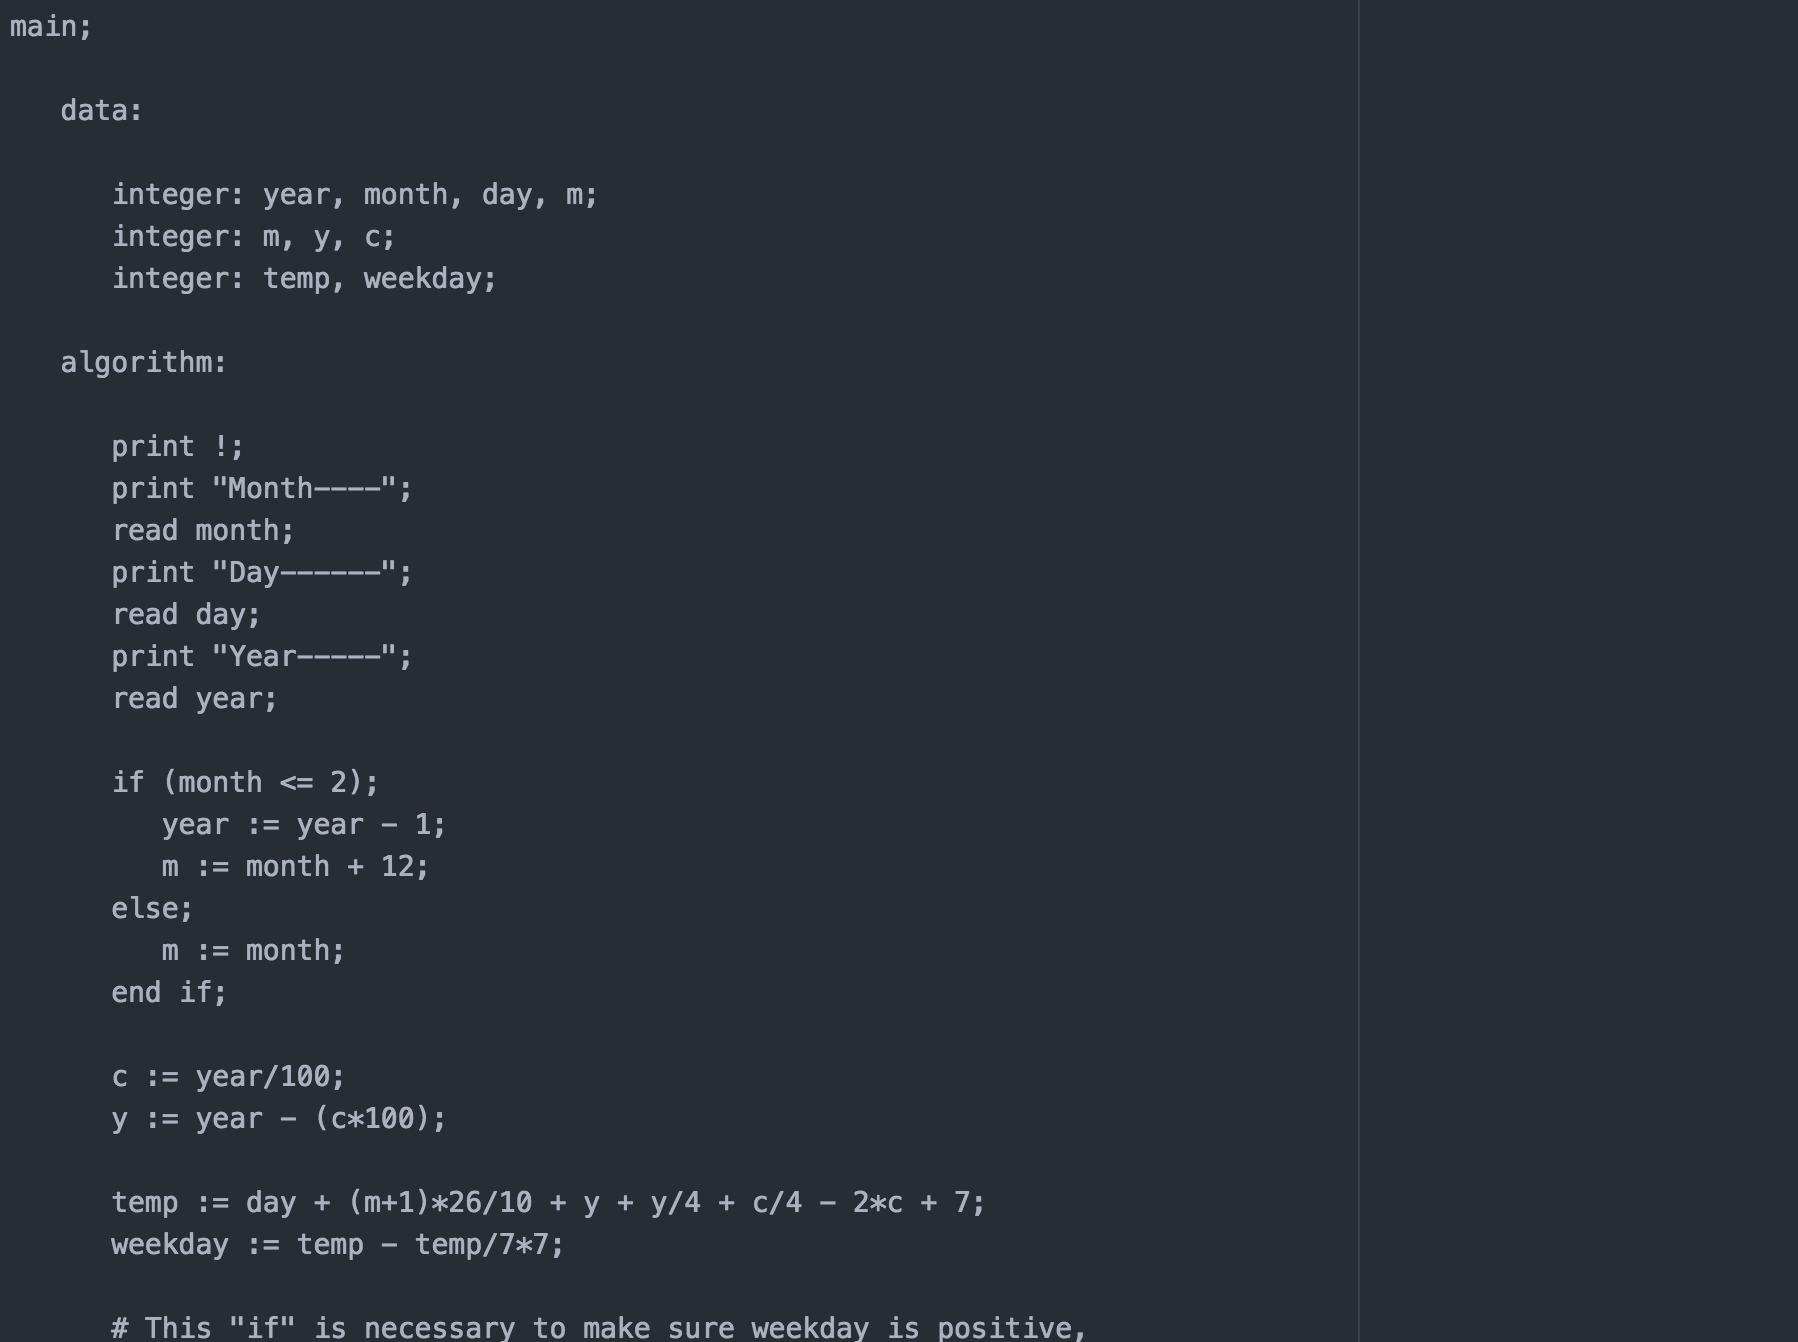 main;
data:
integer: year, month, day, m;
integer: m, y, c;
integer: temp, weekday;
algorithm:
print !;
print "Month----";
read month;
print "Day------";
read day;
print "Year-----";
read year;
if (month <= 2);
year := year - 1;
m := month + 12;
else;
m := month;
end if;
c := year/100;
y := year - (c*100);
temp := day + (m+1)*26/10 + y + y/4 + c/4 - 2*c + 7;
weekday := temp - temp/7*7;
# This "if" is necessary to make sure weekday is positive,